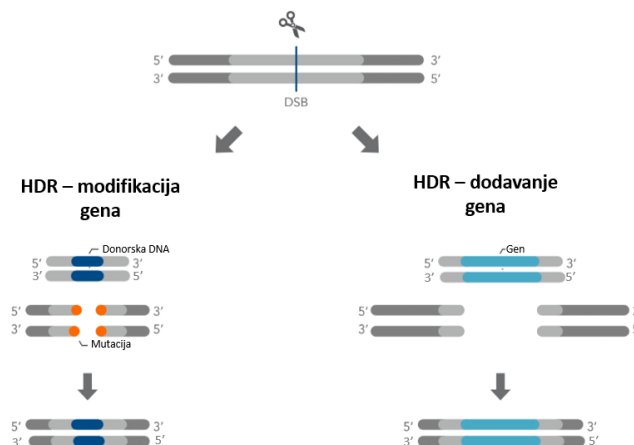 5’ 3’
3’ 5’
DSB
HDR – modifikacija
gena
HDR – dodavanje
gena
Donorska DNA
5’ 3’
3’ 5’
5’ 3’
3’ 5’
Mutacija
3’ 5’
Gen
5’ 3’
3’ 5’
5’ 3’
3’ 5’
5’ 3’
3’ 5’